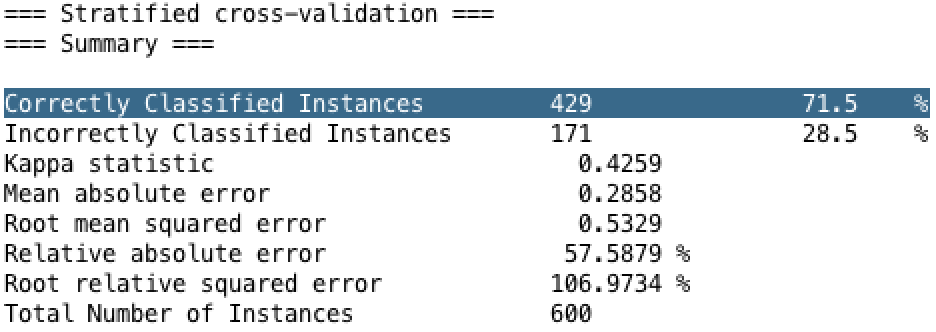 === Stratified cross-validation ===
=== Summary ===
Correctly Classified Instances 429 71.5 %
Incorrectly Classified Instances 171 28.5 %
Kappa statistic 0.4259
Mean absolute error 0.2858
Root mean squared error 0.5329
Relative absolute error 57.5879 %
Root relative squared error 106.9734 %
Total Number of Instances 600